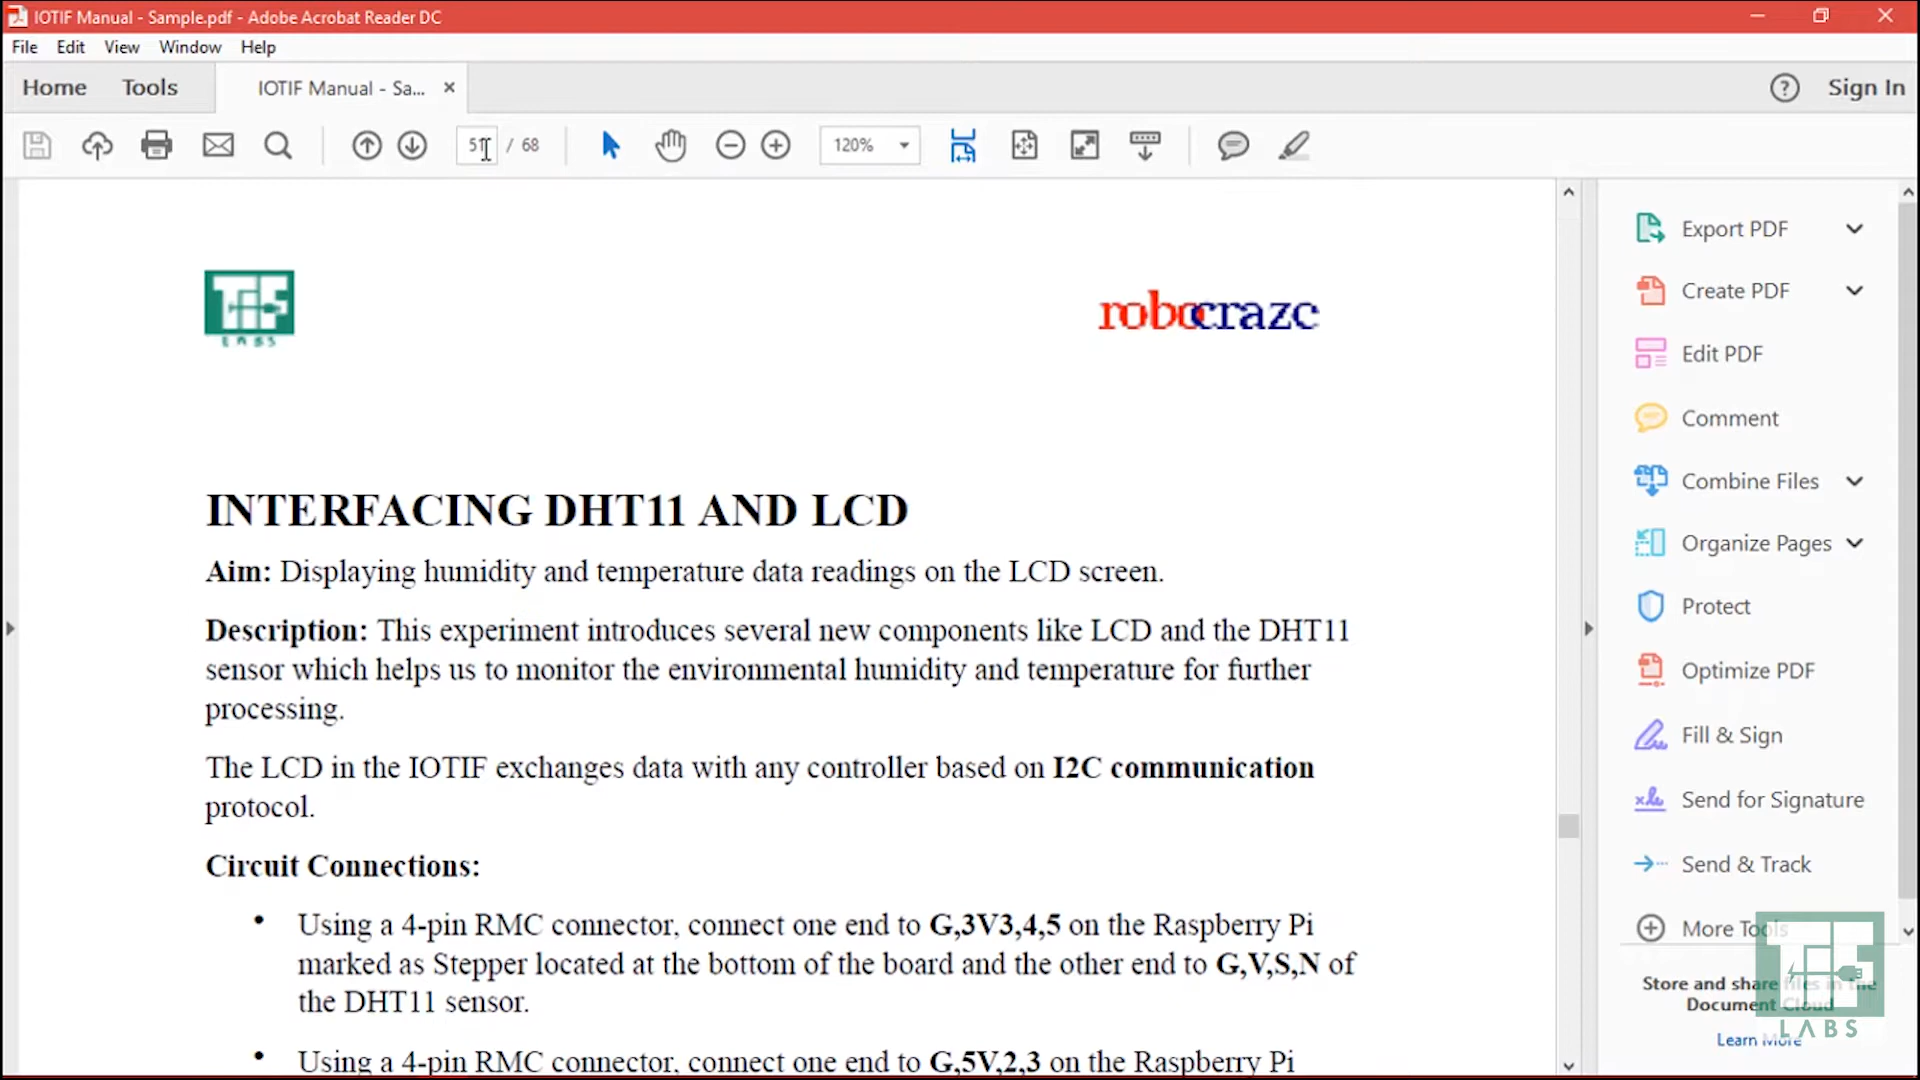 IOTIF Manual - Sample.pdf - Adobe Acrobat Reader DC
File Edit View Window Help
Home Tools IOTIF Manual - Sa... × Sign In
51 / 68 120%
TIF
LABS
robocraze
INTERFACING DHT11 AND LCD
Aim: Displaying humidity and temperature data readings on the LCD screen.
Description: This experiment introduces several new components like LCD and the DHT11
sensor which helps us to monitor the environmental humidity and temperature for further
processing.
The LCD in the IOTIF exchanges data with any controller based on I2C communication
protocol.
Circuit Connections:
• Using a 4-pin RMC connector, connect one end to G,3V3,4,5 on the Raspberry Pi
marked as Stepper located at the bottom of the board and the other end to G,V,S,N of
the DHT11 sensor.
• Using a 4-pin RMC connector, connect one end to G,5V,2,3 on the Raspberry Pi
Export PDF
Create PDF
Edit PDF
Comment
Combine Files
Organize Pages
Protect
Optimize PDF
Fill & Sign
Send for Signature
Send & Track
More Tools
Store and share files in the
Document Cloud
Learn More
TIF
LABS